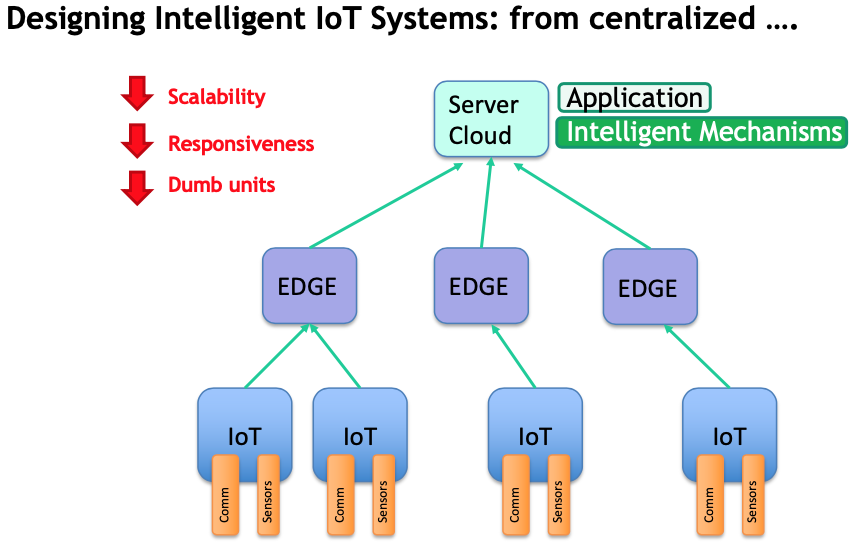 Designing Intelligent IoT Systems: from centralized ….
Scalability
Responsiveness
Dumb units
Server
Cloud
Application
Intelligent Mechanisms
EDGE
EDGE
EDGE
IoT
IoT
IoT
IoT
Comm
Sensors
Comm
Sensors
Comm
Sensors
Comm
Sensors